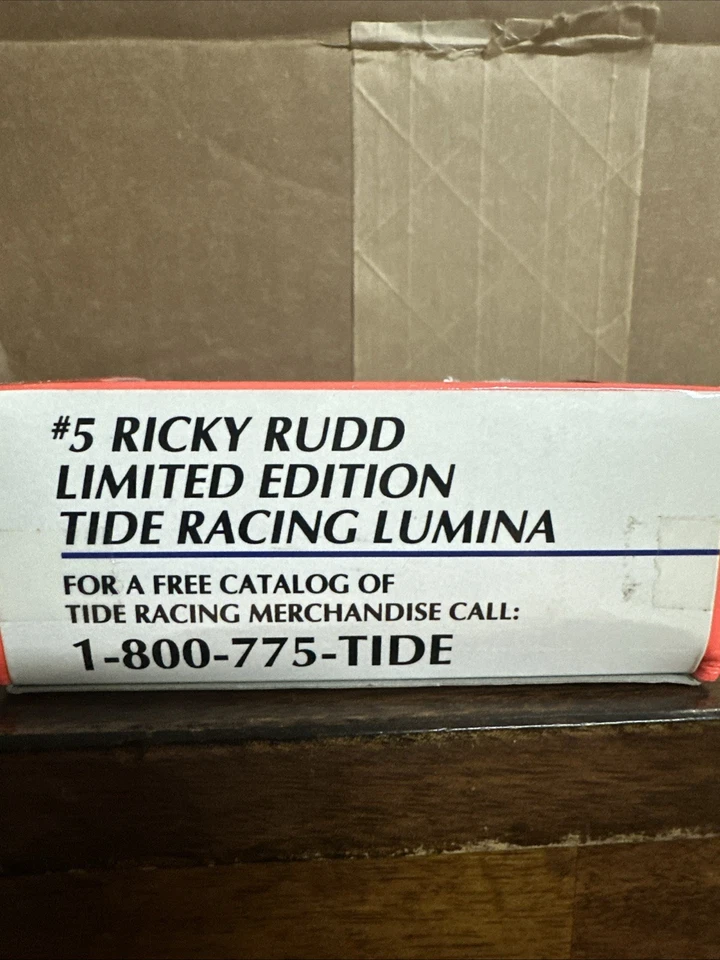 #5 RICKY RUDD
LIMITED EDITION
TIDE RACING LUMINA
FOR A FREE CATALOG OF
TIDE RACING MERCHANDISE CALL:
1-800-775-TIDE